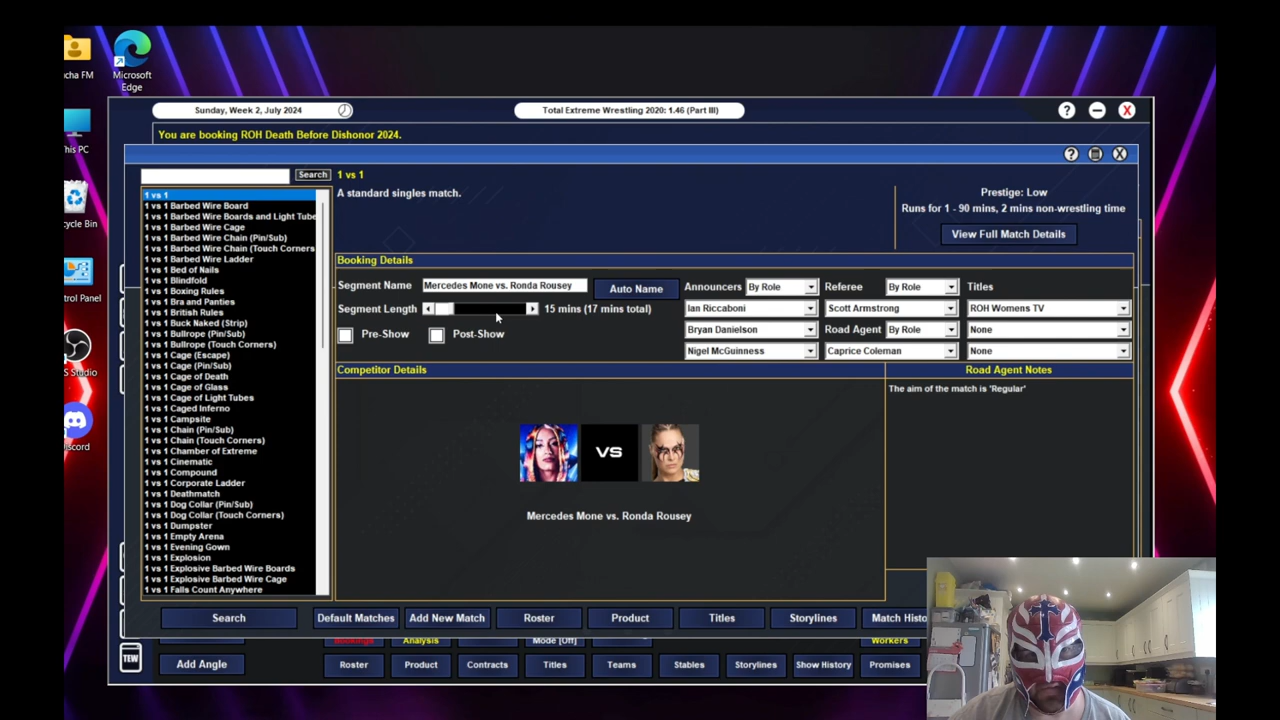 cha FM
Microsoft
Edge
This PC
cycle Bin
trol Panel
S Studio
iscord
Sunday, Week 2, July 2024
Total Extreme Wrestling 2020: 1.46 (Part III)
? X
You are booking ROH Death Before Dishonor 2024.
? X
Search
1 vs 1
A standard singles match.
Prestige: Low
Runs for 1 - 90 mins, 2 mins non-wrestling time
View Full Match Details
1 vs 1
1 vs 1 Barbed Wire Board
1 vs 1 Barbed Wire Boards and Light Tube
1 vs 1 Barbed Wire Cage
1 vs 1 Barbed Wire Chain (Pin/Sub)
1 vs 1 Barbed Wire Chain (Touch Corners
1 vs 1 Barbed Wire Ladder
1 vs 1 Bed of Nails
1 vs 1 Blindfold
1 vs 1 Boxing Rules
1 vs 1 Bra and Panties
1 vs 1 British Rules
1 vs 1 Buck Naked (Strip)
1 vs 1 Bullrope (Pin/Sub)
1 vs 1 Bullrope (Touch Corners)
1 vs 1 Cage (Escape)
1 vs 1 Cage (Pin/Sub)
1 vs 1 Cage of Death
1 vs 1 Cage of Glass
1 vs 1 Cage of Light Tubes
1 vs 1 Caged Inferno
1 vs 1 Campsite
1 vs 1 Chain (Pin/Sub)
1 vs 1 Chain (Touch Corners)
1 vs 1 Chamber of Extreme
1 vs 1 Cinematic
1 vs 1 Compound
1 vs 1 Corporate Ladder
1 vs 1 Deathmatch
1 vs 1 Dog Collar (Pin/Sub)
1 vs 1 Dog Collar (Touch Corners)
1 vs 1 Dumpster
1 vs 1 Empty Arena
1 vs 1 Evening Gown
1 vs 1 Explosion
1 vs 1 Explosive Barbed Wire Boards
1 vs 1 Explosive Barbed Wire Cage
1 vs 1 Falls Count Anywhere
Booking Details
Segment Name Mercedes Mone vs. Ronda Rousey Auto Name
Segment Length 15 mins (17 mins total)
Pre-Show Post-Show
Announcers By Role Referee By Role Titles
Ian Riccaboni Scott Armstrong ROH Womens TV
Bryan Danielson Road Agent By Role None
Nigel McGuinness Caprice Coleman None
Competitor Details
VS
Mercedes Mone vs. Ronda Rousey
Road Agent Notes
The aim of the match is 'Regular'
Search Default Matches Add New Match Roster Product Titles Storylines Match Histo
Bookings Analysis Mode [Off] Workers
TEW Add Angle Roster Product Contracts Titles Teams Stables Storylines Show History Promises